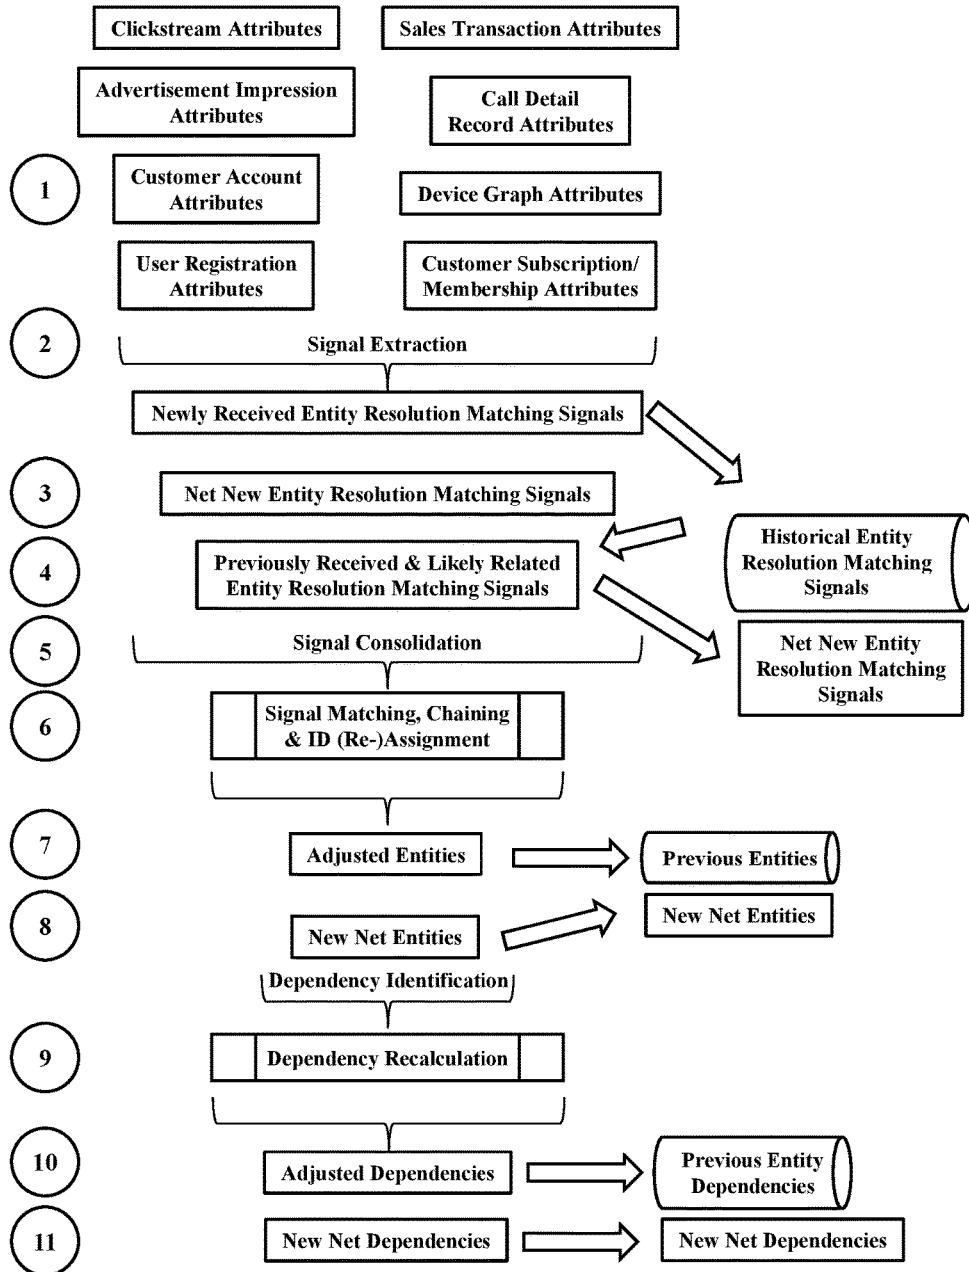 Clickstream Attributes
Sales Transaction Attributes
Advertisement Impression
Attributes
Call Detail
Record Attributes
1
Customer Account
Attributes
Device Graph Attributes
User Registration
Attributes
Customer Subscription/
Membership Attributes
2
Signal Extraction
Newly Received Entity Resolution Matching Signals
3
Net New Entity Resolution Matching Signals
Historical Entity
Resolution Matching
Signals
4
Previously Received & Likely Related
Entity Resolution Matching Signals
5
Signal Consolidation
Net New Entity
Resolution Matching
Signals
6
Signal Matching, Chaining
& ID (Re-)Assignment
7
Adjusted Entities
Previous Entities
8
New Net Entities
New Net Entities
Dependency Identification
9
Dependency Recalculation
10
Adjusted Dependencies
Previous Entity
Dependencies
11
New Net Dependencies
New Net Dependencies